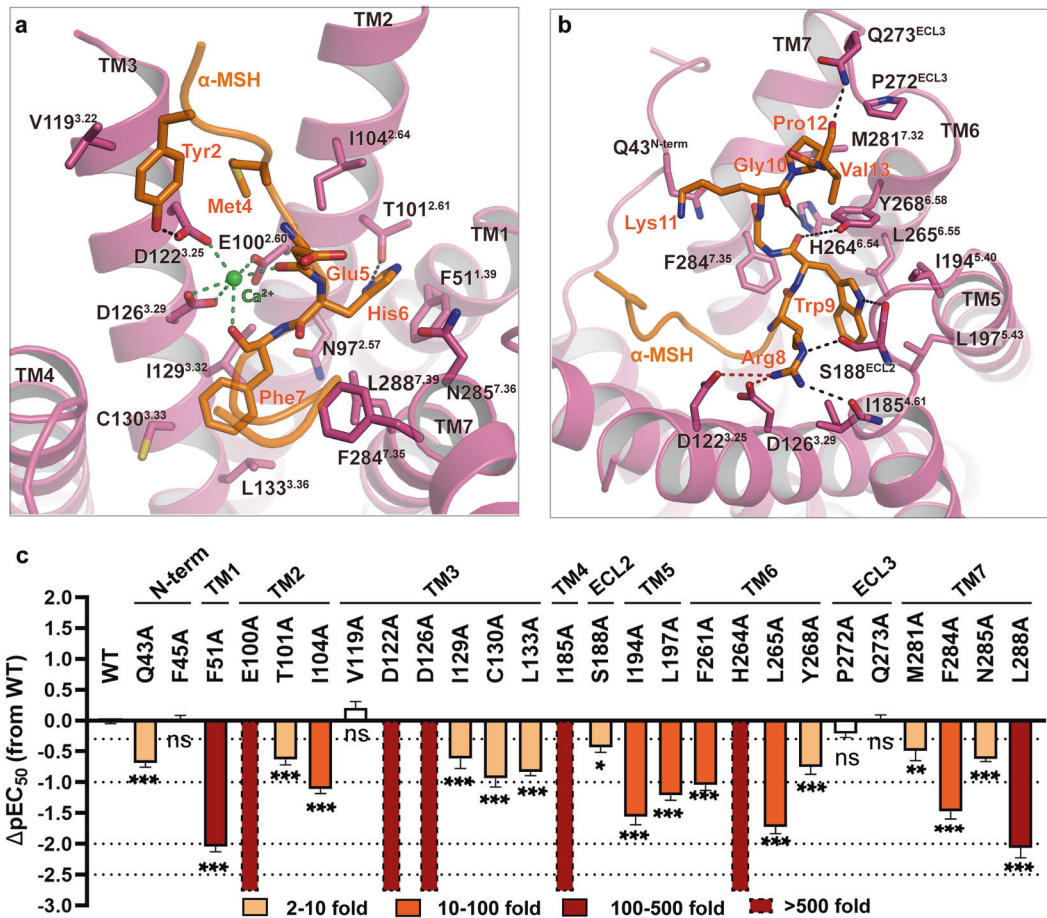 a
TM2
TM3
α-MSH
V119³·²²
I104²·⁶⁴
Tyr2
Met4
T101²·⁶¹
E100²·⁶⁰
TM1
D122³·²⁵
Glu5
F51¹·³⁹
Ca²⁺
D126³·²⁹
His6
N97²·⁵⁷
I129³·³²
TM4
L288⁷·³⁹
N285⁷·³⁶
Phe7
C130³·³³
TM7
F284⁷·³⁵
L133³·³⁶
b
Q273ᴱᶜᴸ³
TM7
P272ᴱᶜᴸ³
Pro12
TM6
Q43ᴺ⁻ᵗᵉʳᵐ
M281⁷·³²
Gly10
Val13
Lys11
Y268⁶·⁵⁸
H264⁶·⁵⁴
L265⁶·⁵⁵
F284⁷·³⁵
I194⁵·⁴⁰
Trp9
TM5
α-MSH
L197⁵·⁴³
Arg8
S188ᴱᶜᴸ²
I185⁴·⁶¹
D122³·²⁵
D126³·²⁹
c
N-term TM1 TM2 TM3 TM4 ECL2 TM5 TM6 ECL3 TM7
WT Q43A F45A F51A E100A T101A I104A V119A D122A D126A I129A C130A L133A I185A S188A I194A L197A F261A H264A L265A Y268A P272A Q273A M281A F284A N285A L288A
ΔpEC₅₀ (from WT)
2.0
1.5
1.0
0.5
0.0
-0.5
-1.0
-1.5
-2.0
-2.5
-3.0
*** ns *** *** *** ns *** *** *** * *** *** *** *** *** ns ns ** *** *** ***
2-10 fold 10-100 fold 100-500 fold >500 fold